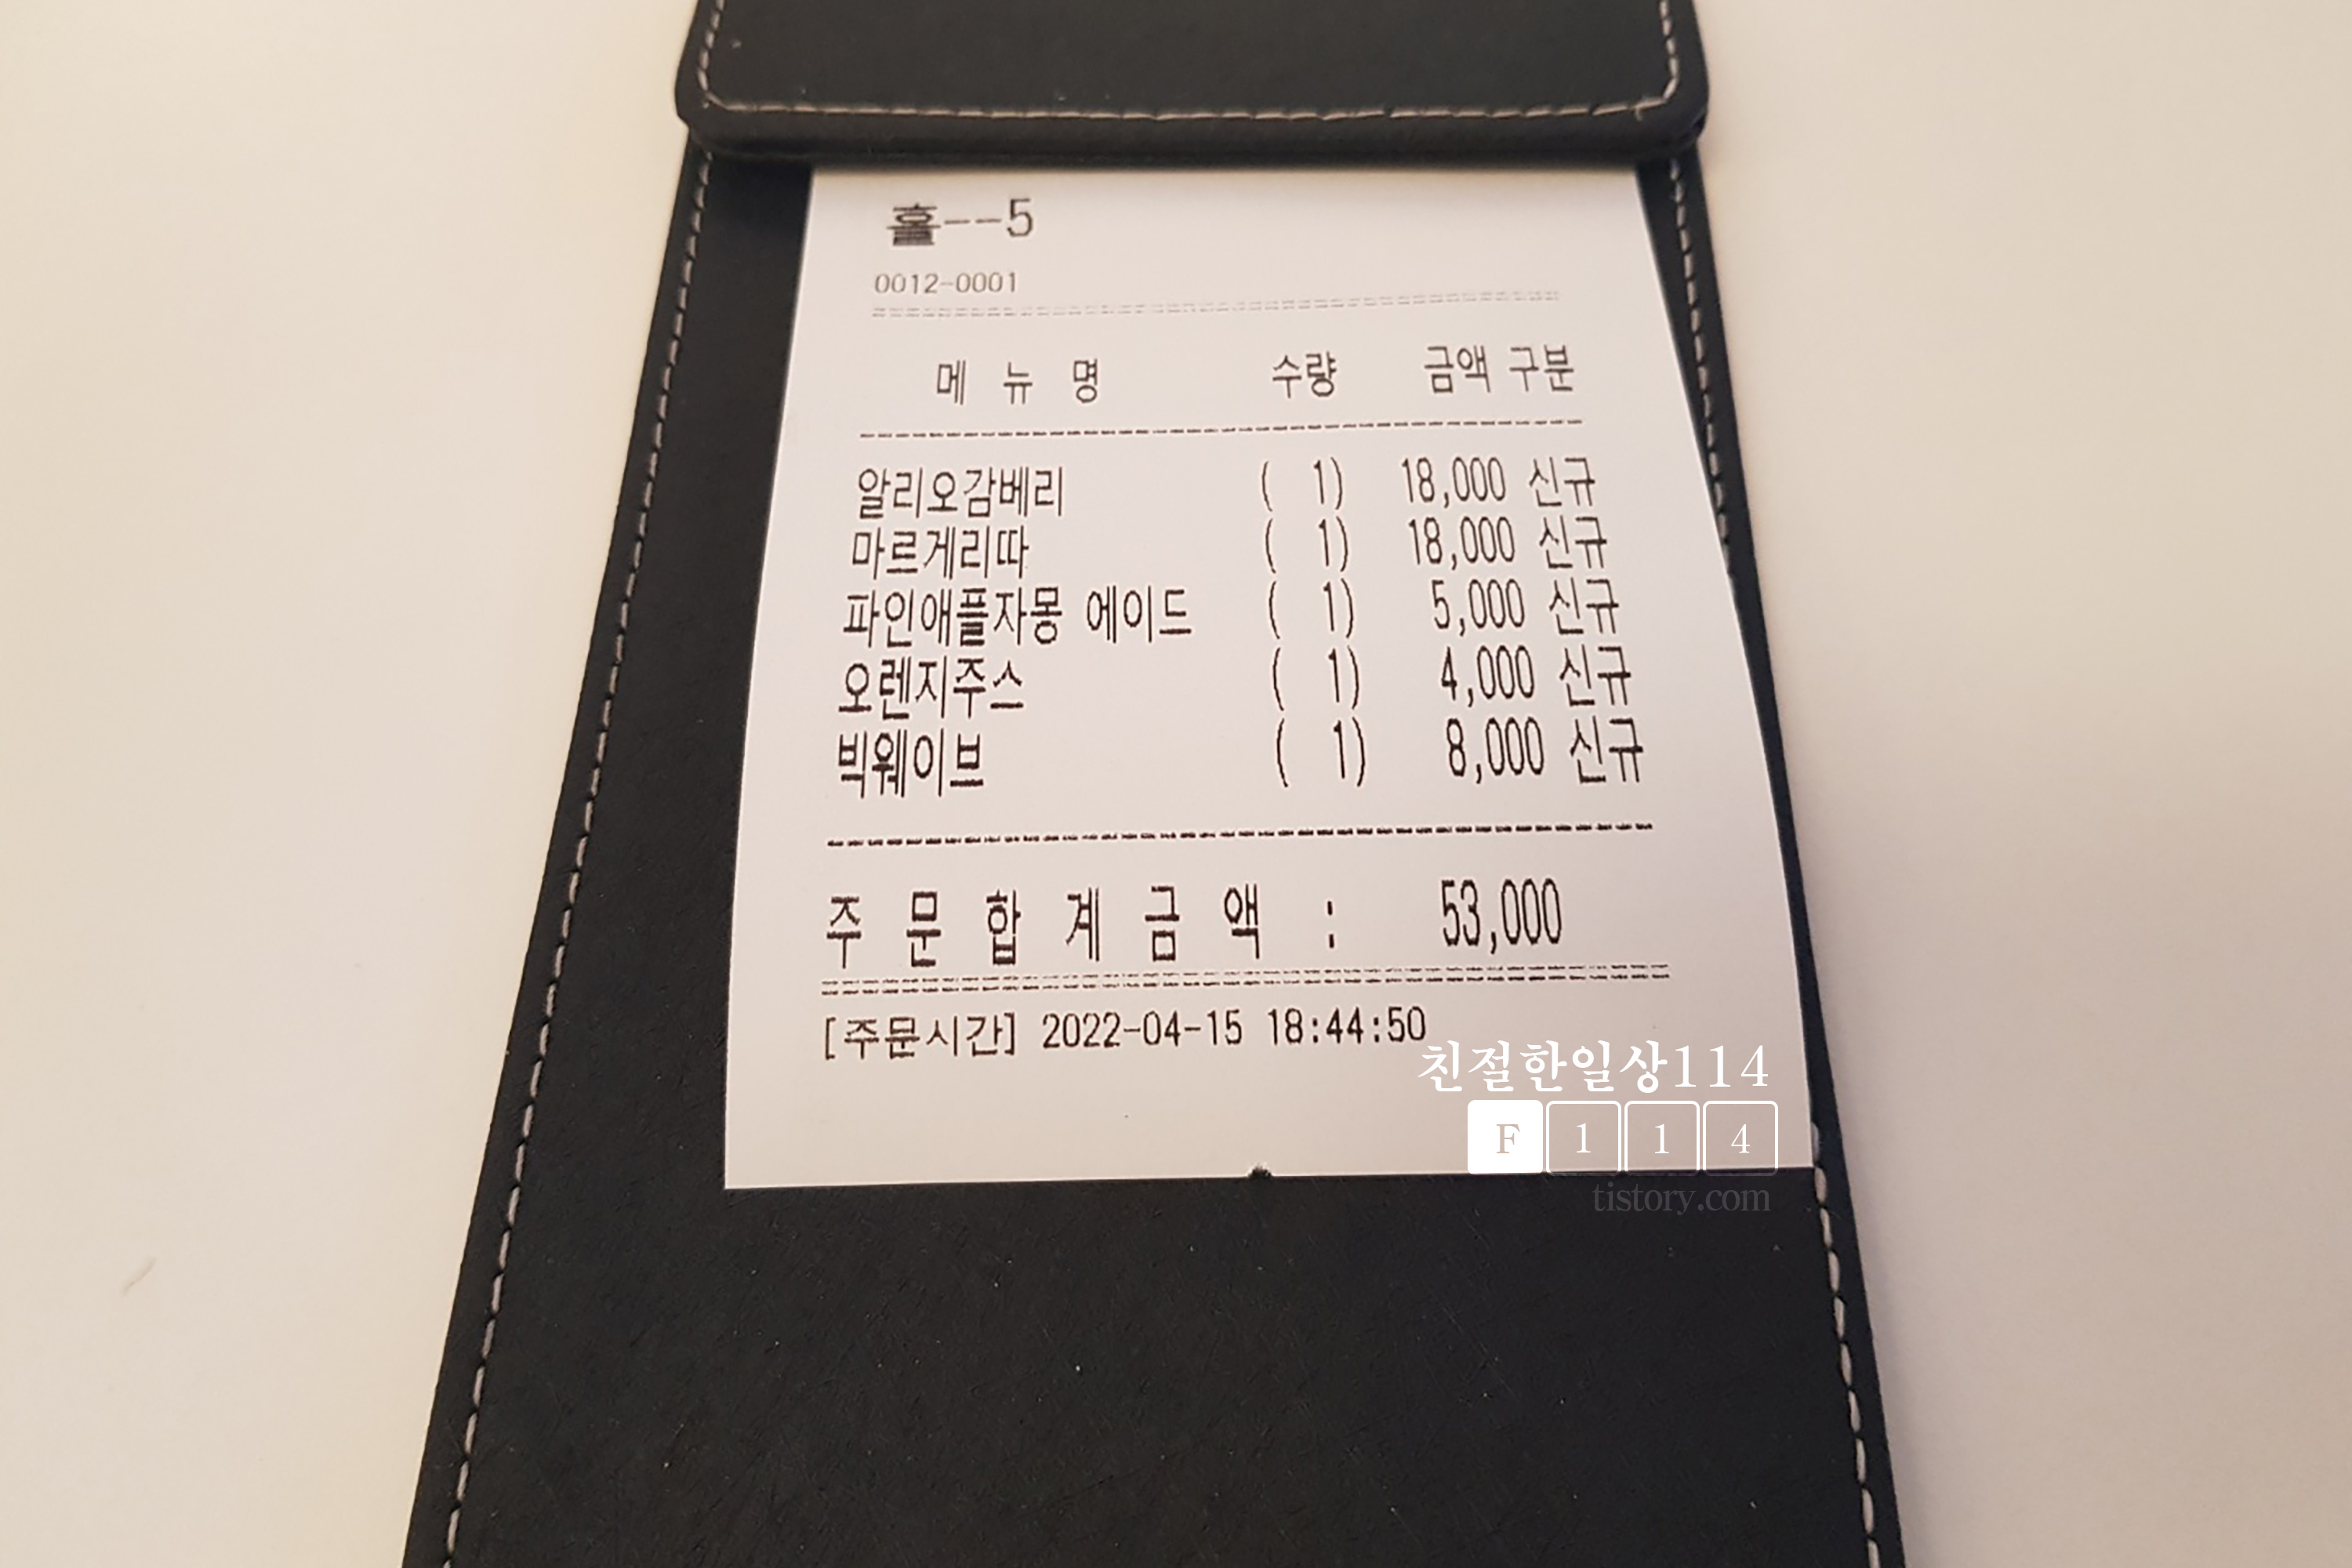 홀--5
0012-0001
메 뉴 명 수량 금액 구분
알리오감베리 ( 1) 18,000 신규
마르게리따 ( 1) 18,000 신규
파인애플자몽 에이드 ( 1) 5,000 신규
오렌지주스 ( 1) 4,000 신규
빅웨이브 ( 1) 8,000 신규
주 문 합 계 금 액 : 53,000
[주문시간] 2022-04-15 18:44:50
친절한일상114
F 1 1 4
tistory.com